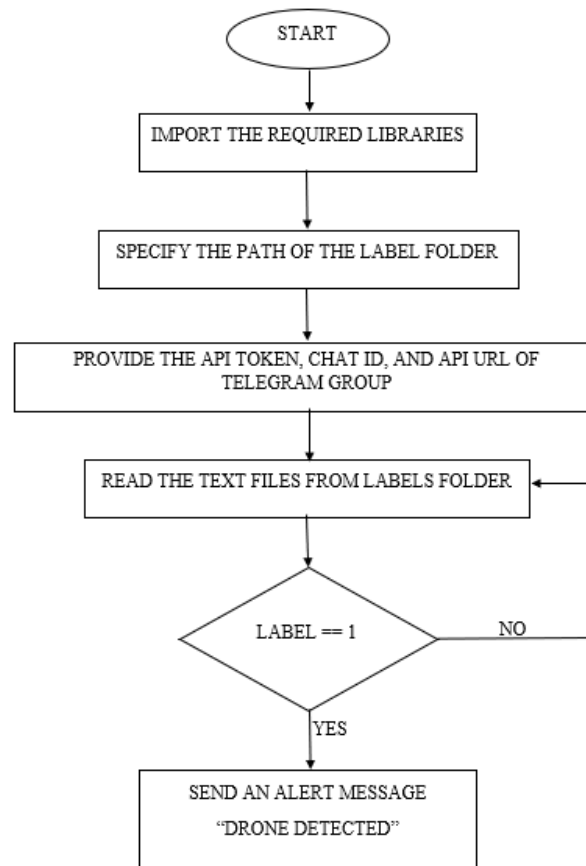 START
IMPORT THE REQUIRED LIBRARIES
SPECIFY THE PATH OF THE LABEL FOLDER
PROVIDE THE API TOKEN, CHAT ID, AND API URL OF
TELEGRAM GROUP
READ THE TEXT FILES FROM LABELS FOLDER
LABEL == 1
NO
YES
SEND AN ALERT MESSAGE
“DRONE DETECTED”